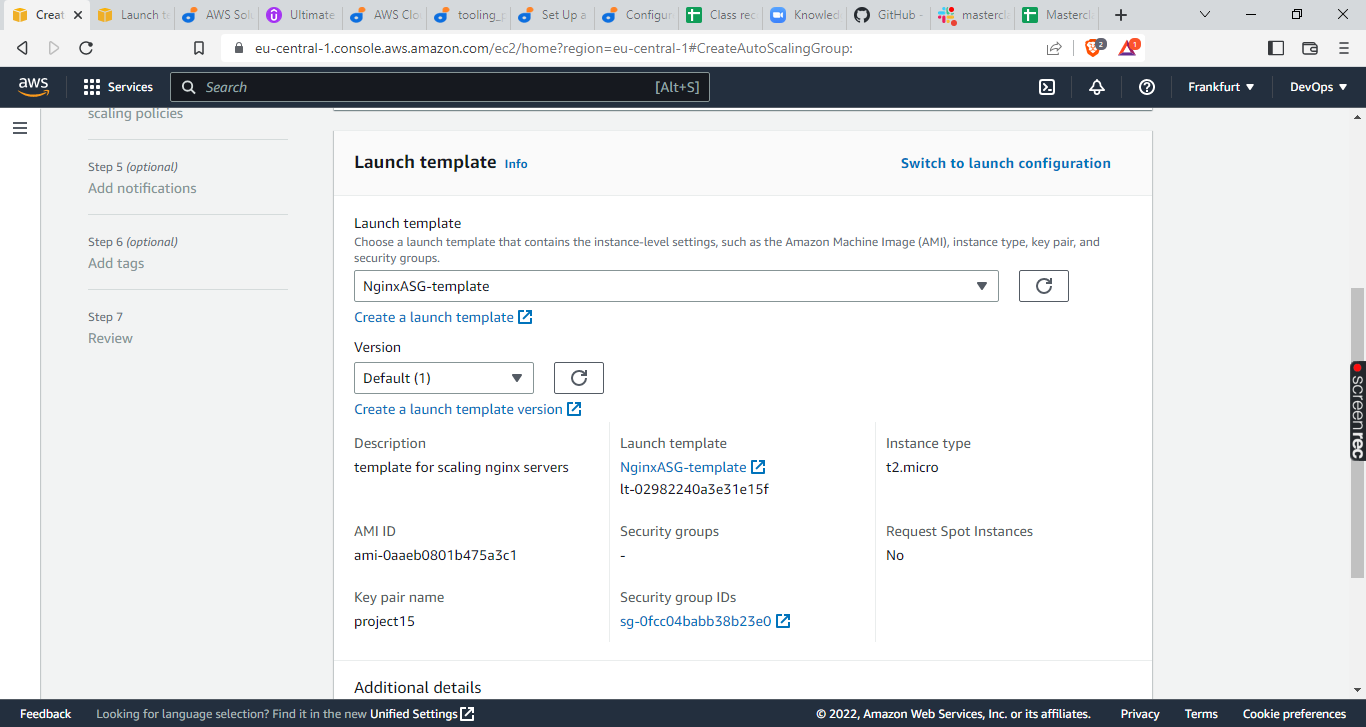 Creat
Launch te
AWS Solu
Ultimate
AWS Clo
tooling_p
Set Up a
Configur
Class rec
Knowled
GitHub -
mastercla
Mastercla
eu-central-1.console.aws.amazon.com/ec2/home?region=eu-central-1#CreateAutoScalingGroup:
2
1
aws
Services
Search
[Alt+S]
Frankfurt
DevOps
scaling policies
Step 5 (optional)
Add notifications
Step 6 (optional)
Add tags
Step 7
Review
Launch template Info
Switch to launch configuration
Launch template
Choose a launch template that contains the instance-level settings, such as the Amazon Machine Image (AMI), instance type, key pair, and
security groups.
NginxASG-template
Create a launch template
Version
Default (1)
Create a launch template version
Description
template for scaling nginx servers
Launch template
NginxASG-template
lt-02982240a3e31e15f
Instance type
t2.micro
AMI ID
ami-0aaeb0801b475a3c1
Security groups
-
Request Spot Instances
No
Key pair name
project15
Security group IDs
sg-0fcc04babb38b23e0
Additional details
screenrec
Feedback
Looking for language selection? Find it in the new Unified Settings
© 2022, Amazon Web Services, Inc. or its affiliates.
Privacy
Terms
Cookie preferences